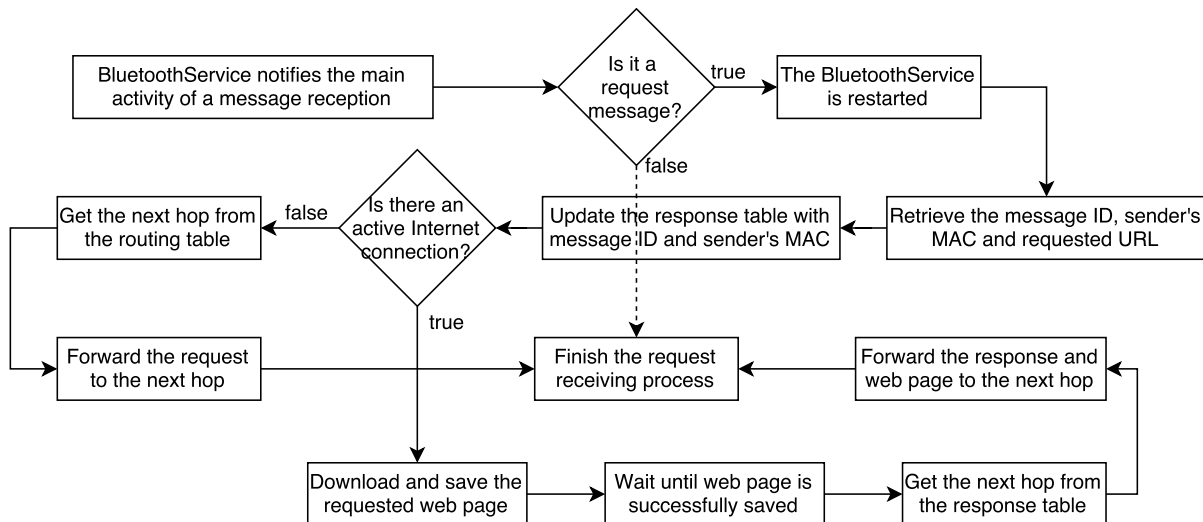 BluetoothService notifies the main
activity of a message reception
Is it a
request
message?
true
The BluetoothService
is restarted
false
Get the next hop from
the routing table
false
Is there an
active Internet
connection?
Update the response table with
message ID and sender's MAC
Retrieve the message ID, sender's
MAC and requested URL
true
Forward the request
to the next hop
Finish the request
receiving process
Forward the response and
web page to the next hop
Download and save the
requested web page
Wait until web page is
successfully saved
Get the next hop from
the response table